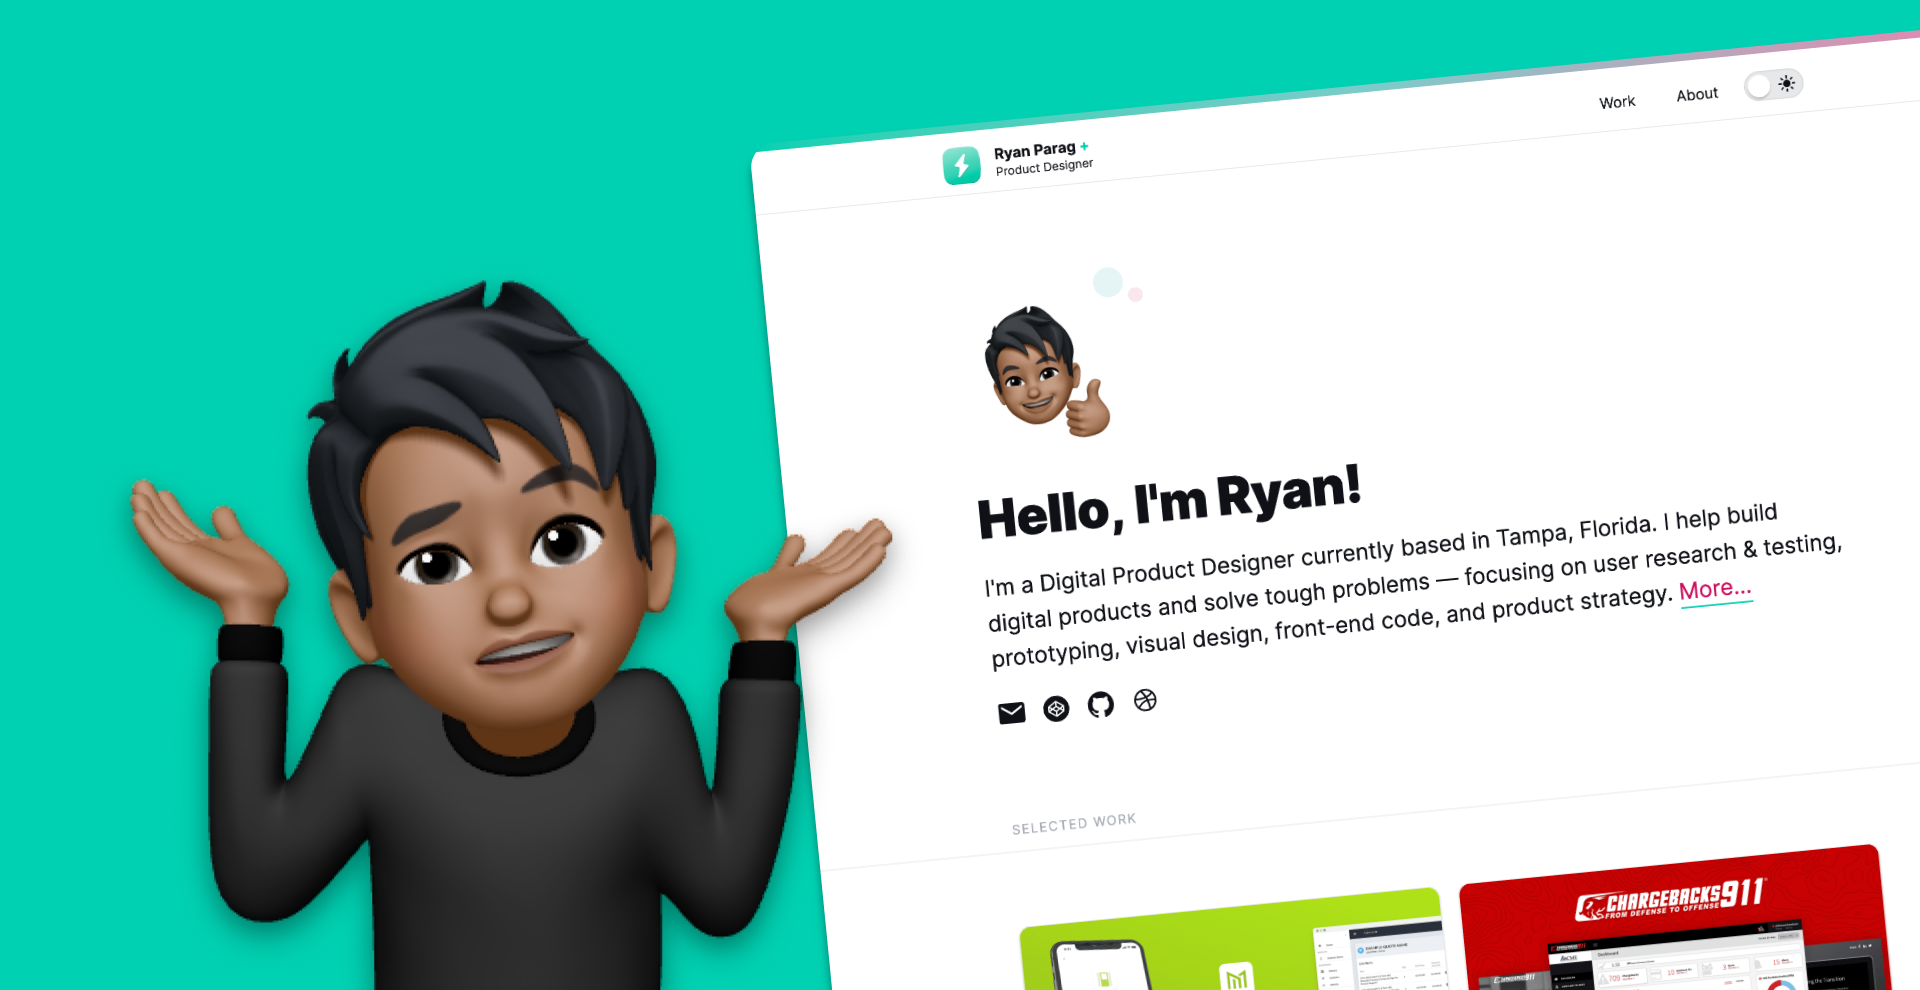 Ryan Parag +
Product Designer
Work
About
Hello, I'm Ryan!
I'm a Digital Product Designer currently based in Tampa, Florida. I help build
digital products and solve tough problems — focusing on user research & testing,
prototyping, visual design, front-end code, and product strategy. More...
SELECTED WORK
CHARGEBACKS911
FROM DEFENSE TO OFFENSE
Dashboard